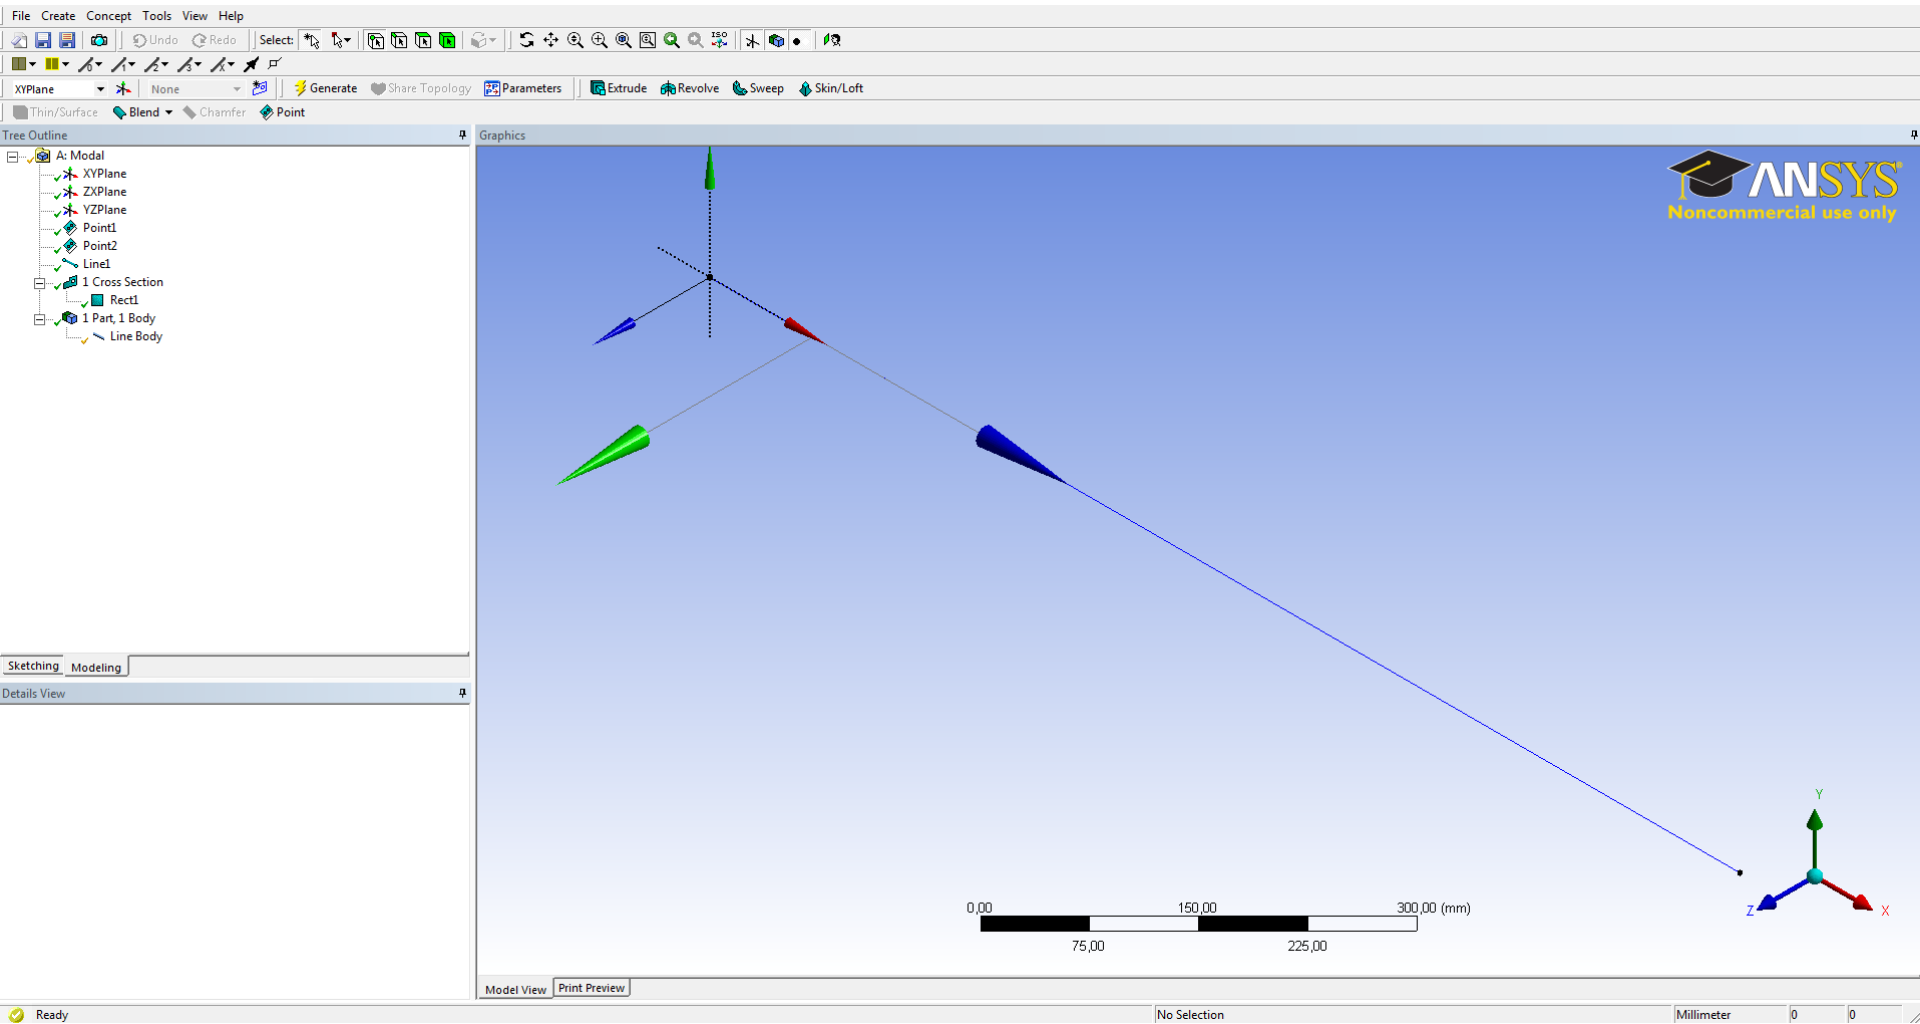 File Create Concept Tools View Help
Undo Redo Select: ISO
XYPlane None Generate Share Topology Parameters Extrude Revolve Sweep Skin/Loft
Thin/Surface Blend Chamfer Point
Tree Outline
A: Modal
XYPlane
ZXPlane
YZPlane
Point1
Point2
Line1
1 Cross Section
Rect1
1 Part, 1 Body
Line Body
Sketching Modeling
Details View
Graphics
ANSYS
Noncommercial use only
Y
Z X
0,00 150,00 300,00 (mm)
75,00 225,00
Model View Print Preview
Ready No Selection Millimeter 0 0